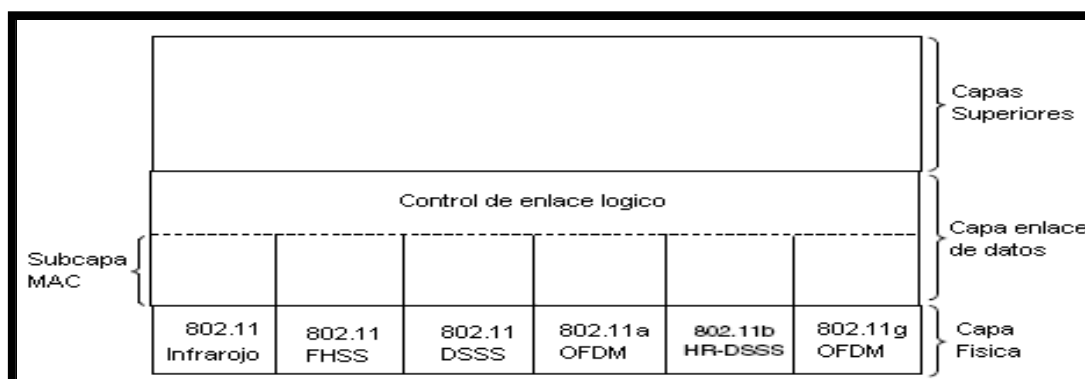 Capas
Superiores
Control de enlace logico
Capa enlace
de datos
Subcapa
MAC
802.11
Infrarojo
802.11
FHSS
802.11
DSSS
802.11a
OFDM
802.11b
HR-DSSS
802.11g
OFDM
Capa
Fisica